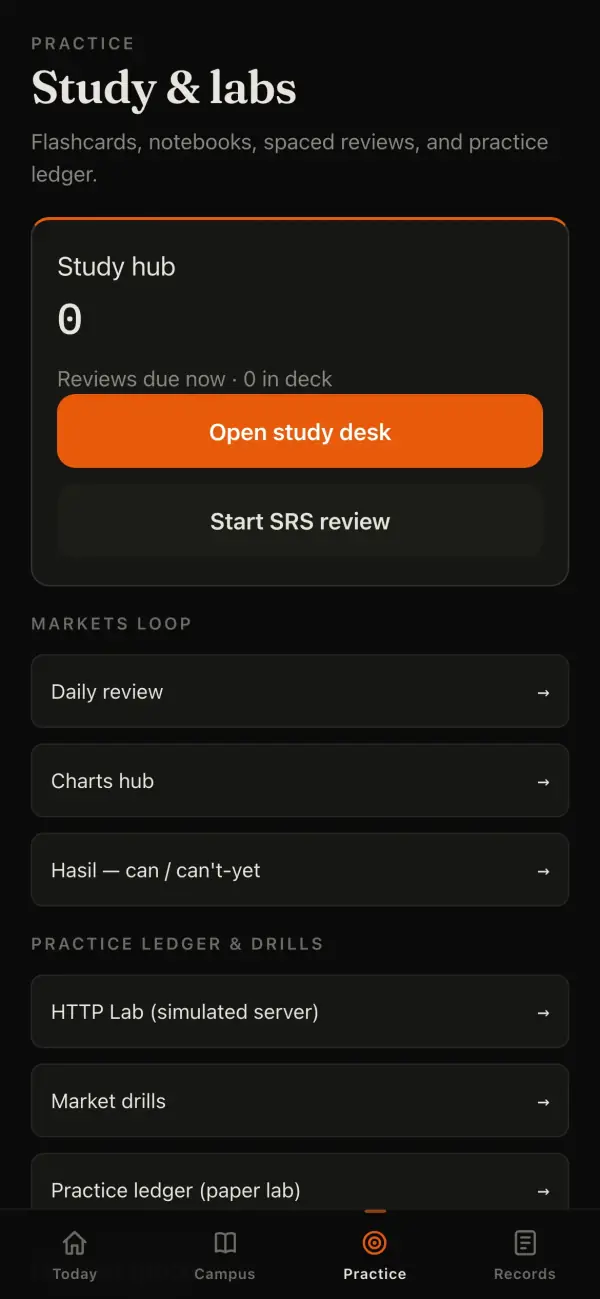 PRACTICE
Study & labs
Flashcards, notebooks, spaced reviews, and practice
ledger.
Study hub
0
Reviews due now · 0 in deck
Open study desk
Start SRS review
MARKETS LOOP
Daily review →
Charts hub →
Hasil — can / can't-yet →
PRACTICE LEDGER & DRILLS
HTTP Lab (simulated server) →
Market drills →
Practice ledger (paper lab) →
Today Campus Practice Records